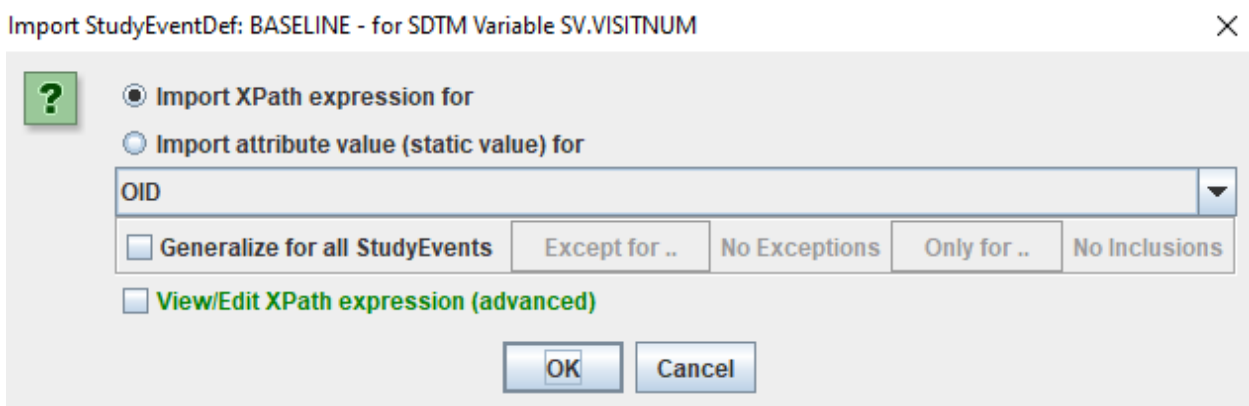 Import StudyEventDef: BASELINE - for SDTM Variable SV.VISITNUM
?
Import XPath expression for
Import attribute value (static value) for
OID
Generalize for all StudyEvents Except for .. No Exceptions Only for .. No Inclusions
View/Edit XPath expression (advanced)
OK Cancel